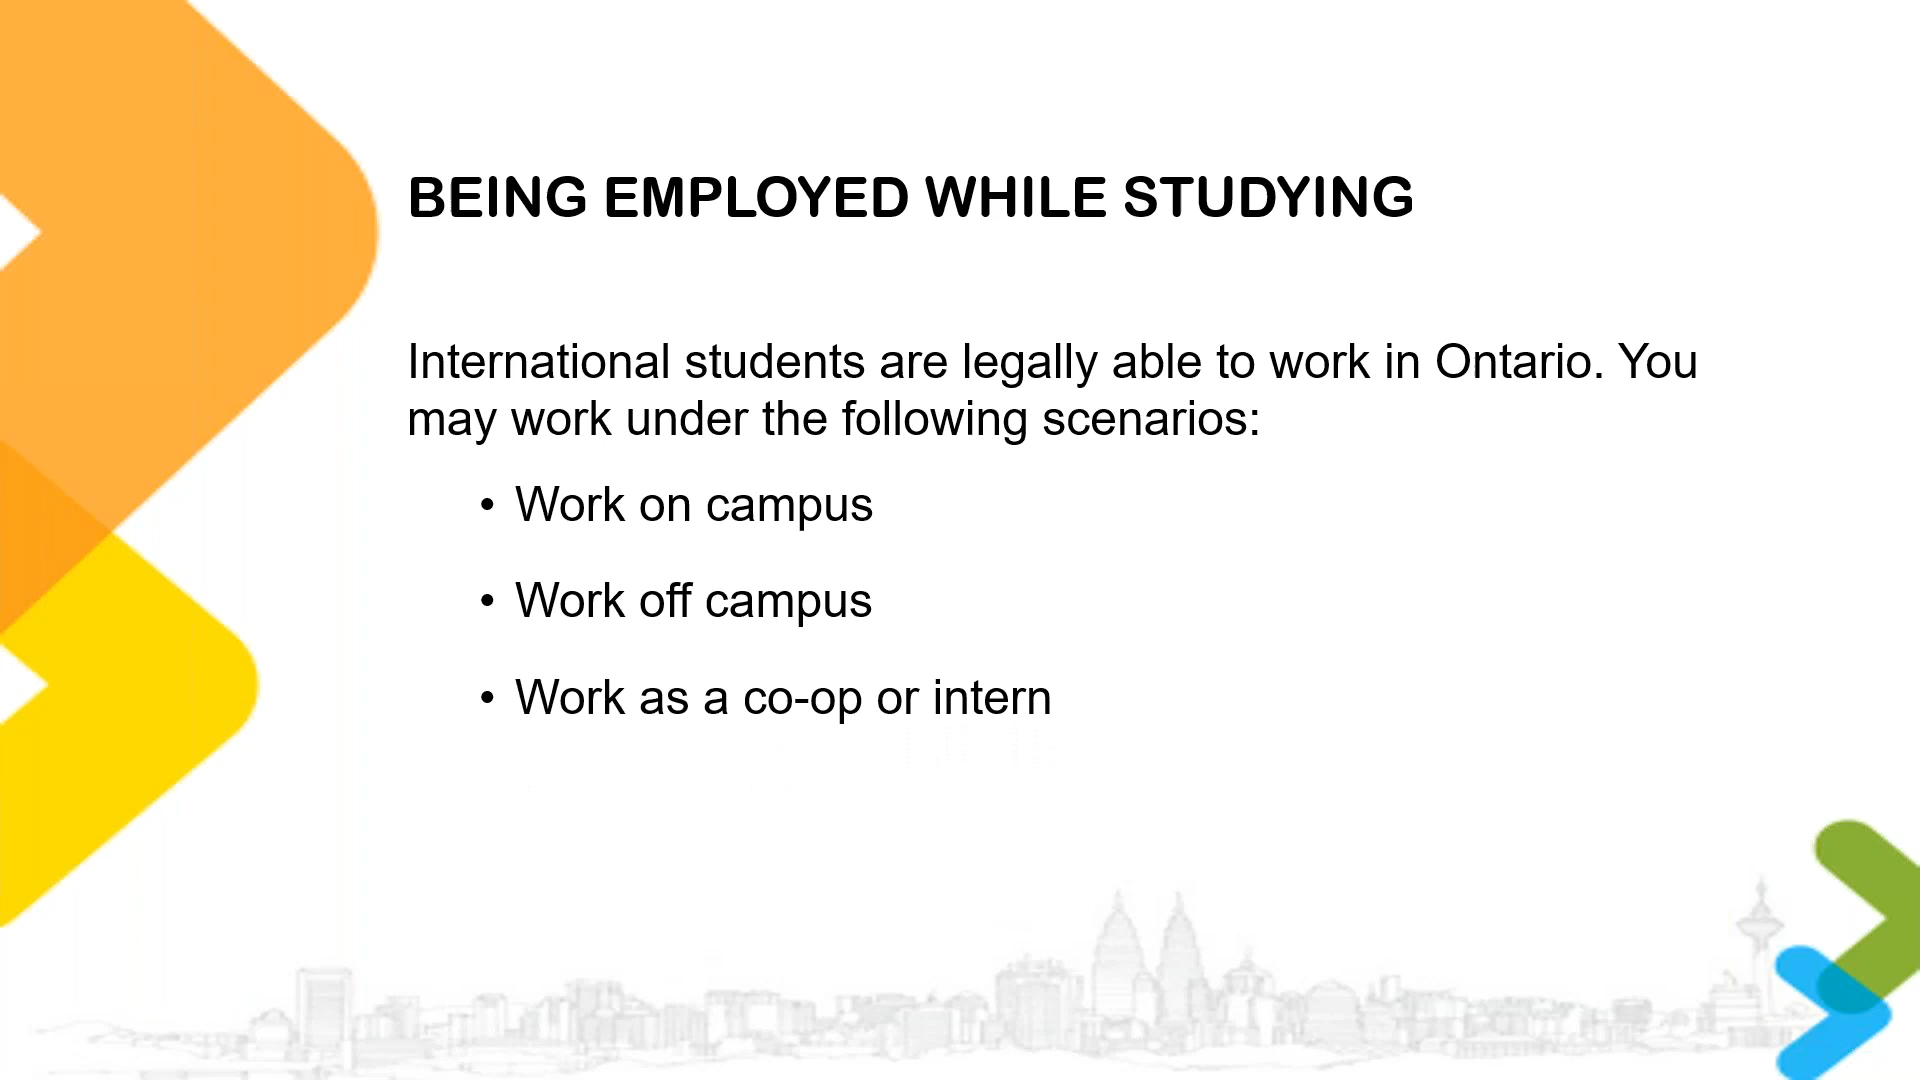 BEING EMPLOYED WHILE STUDYING
International students are legally able to work in Ontario. You
may work under the following scenarios:
• Work on campus
• Work off campus
• Work as a co-op or intern